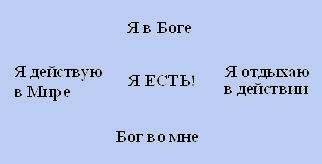 Я в Боге
Я действую
в Мире
Я ЕСТЬ!
Я отдыхаю
в действии
Бог во мне